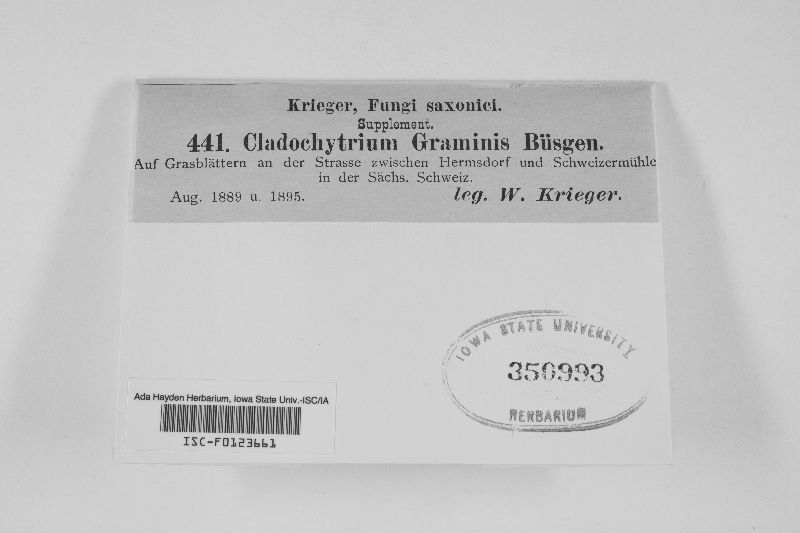 Krieger, Fungi saxonici.
Supplement.
441. Cladochytrium Graminis Büsgen.
Auf Grasblättern an der Strasse zwischen Hermsdorf und Schweizermühle
in der Sächs. Schweiz.
Aug. 1889 u. 1895. leg. W. Krieger.
IOWA STATE UNIVERSITY
350993
HERBARIUM
Ada Hayden Herbarium, Iowa State Univ.-ISC/IA
ISC-F0123661